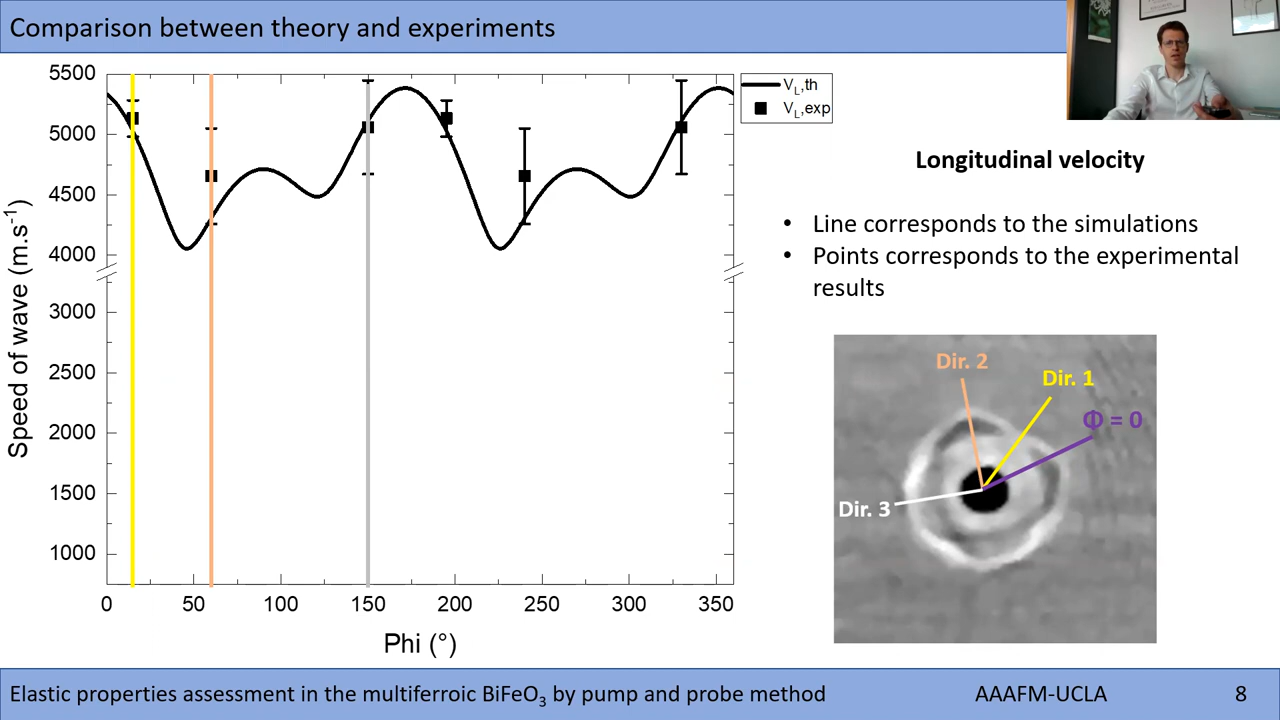 Comparison between theory and experiments
5500
5000
4500
4000
3000
2500
2000
1500
1000
0 50 100 150 200 250 300 350
Speed of wave (m.s⁻¹)
Phi (°)
V_L,th
V_L,exp
Longitudinal velocity
• Line corresponds to the simulations
• Points corresponds to the experimental
results
Dir. 2
Dir. 1
Φ = 0
Dir. 3
Elastic properties assessment in the multiferroic BiFeO₃ by pump and probe method AAAFM-UCLA 8